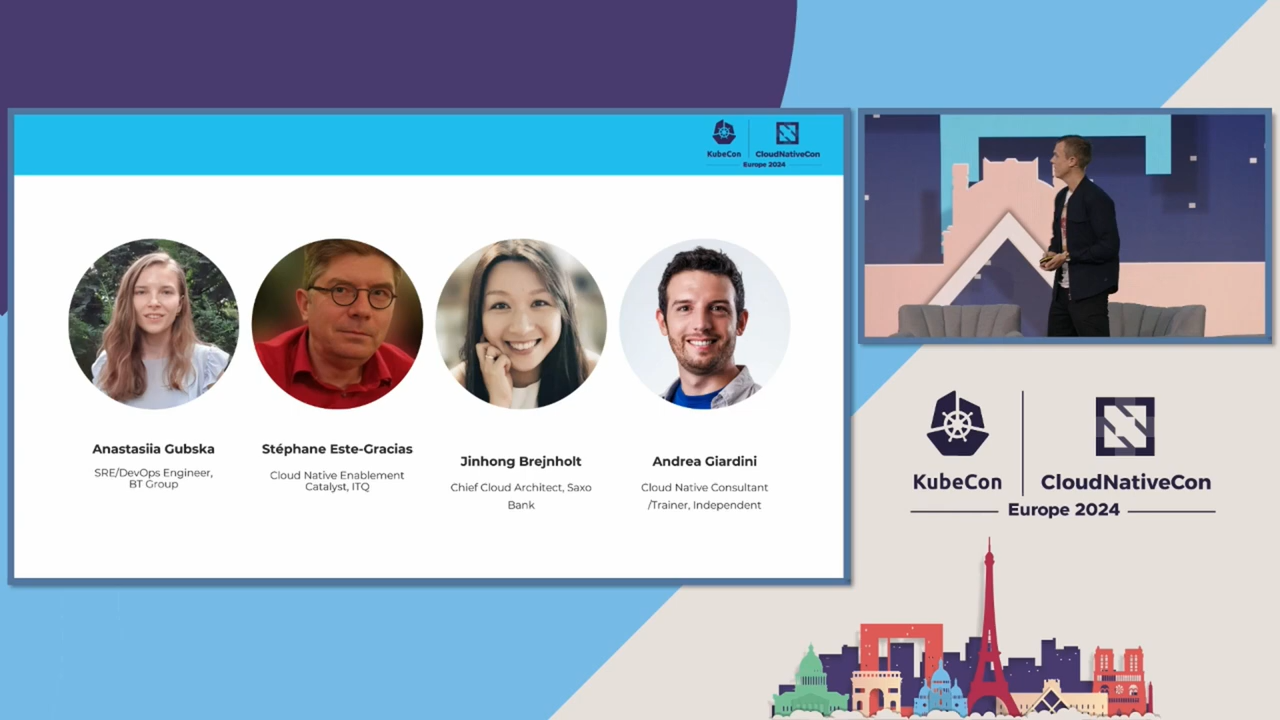 KubeCon
CloudNativeCon
Europe 2024
Anastasiia Gubska
SRE/DevOps Engineer,
BT Group
Stéphane Este-Gracias
Cloud Native Enablement
Catalyst, ITQ
Jinhong Brejnholt
Chief Cloud Architect, Saxo
Bank
Andrea Giardini
Cloud Native Consultant
/Trainer, Independent
KubeCon
CloudNativeCon
Europe 2024